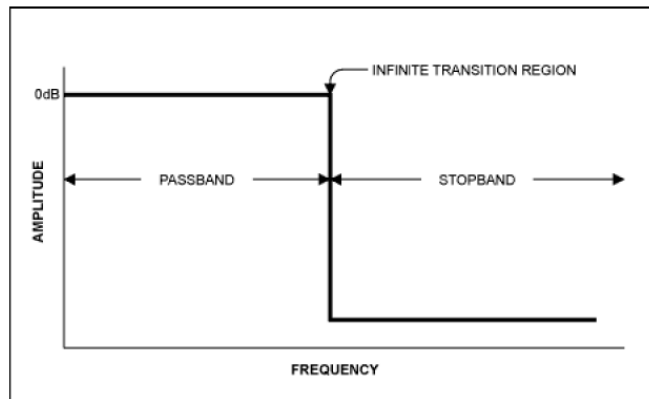 INFINITE TRANSITION REGION
0dB
PASSBAND
STOPBAND
AMPLITUDE
FREQUENCY